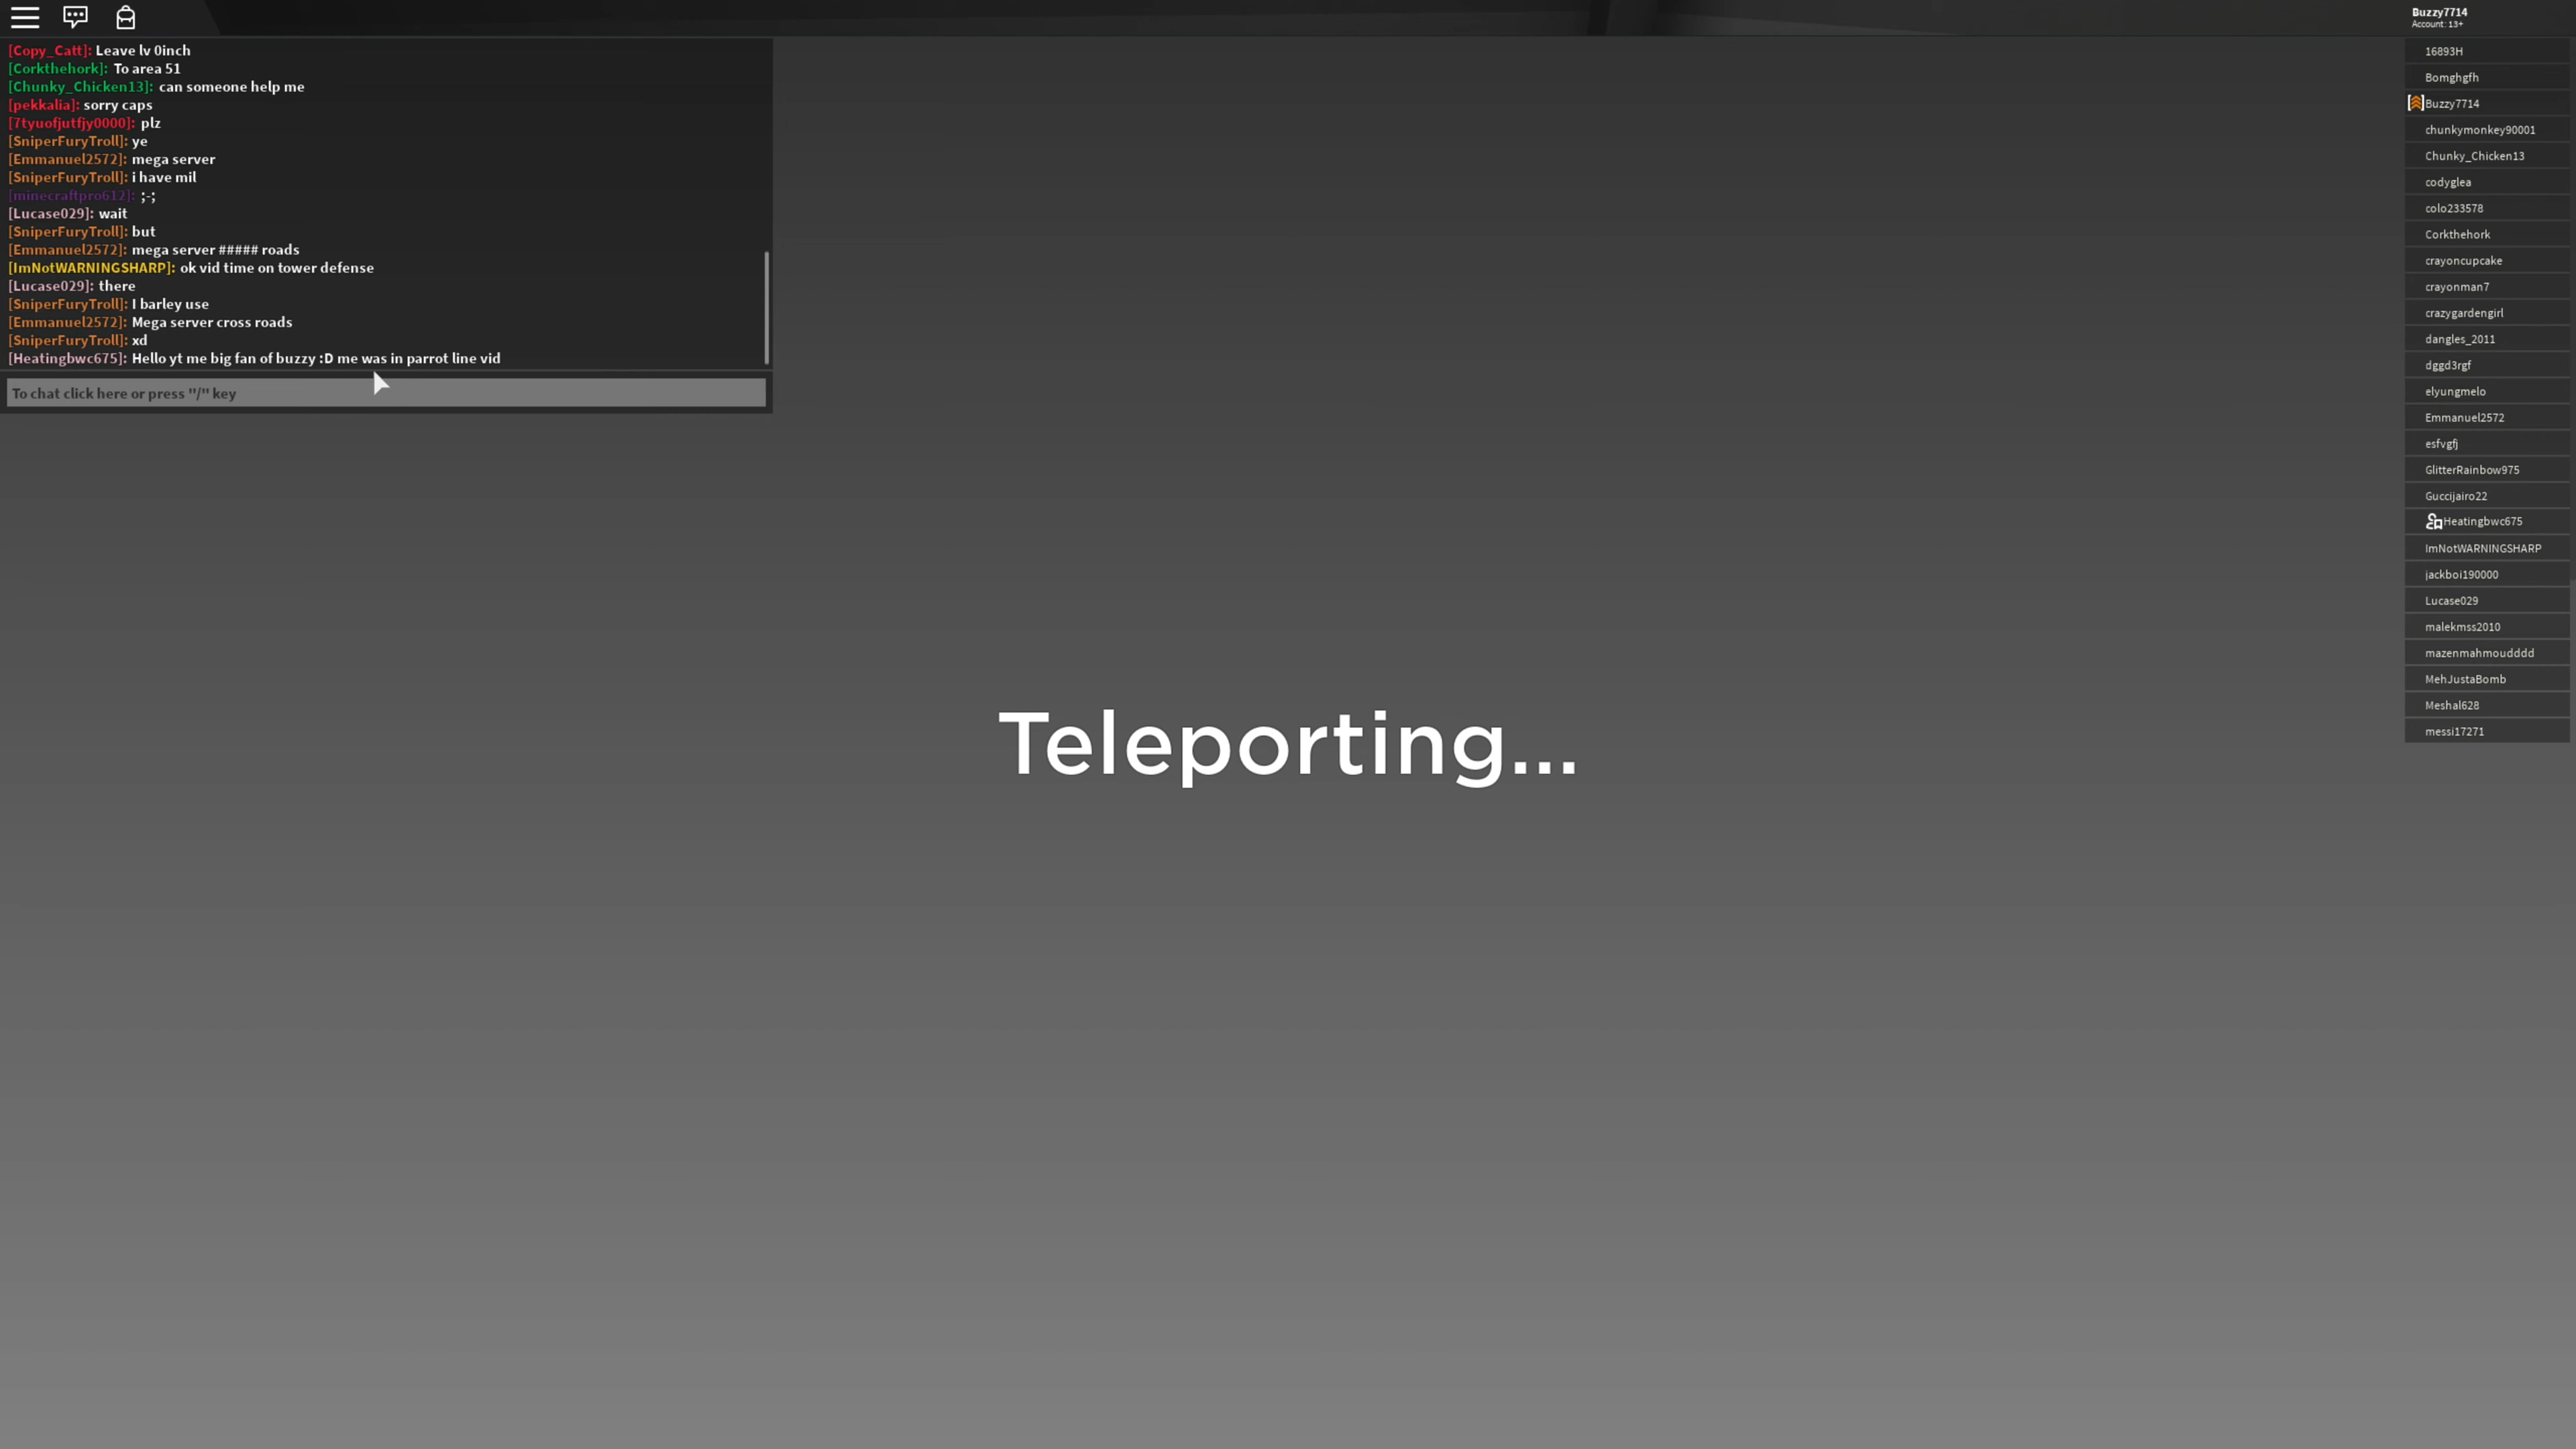 Buzzy7714
Account: 13+
[Copy_Catt]: Leave lv 0inch
[Corkthehork]: To area 51
[Chunky_Chicken13]: can someone help me
[pekkalia]: sorry caps
[7tyuofjutfjy0000]: plz
[SniperFuryTroll]: ye
[Emmanuel2572]: mega server
[SniperFuryTroll]: i have mil
[minecraftpro612]: ;-;
[Lucase029]: wait
[SniperFuryTroll]: but
[Emmanuel2572]: mega server ##### roads
[ImNotWARNINGSHARP]: ok vid time on tower defense
[Lucase029]: there
[SniperFuryTroll]: I barley use
[Emmanuel2572]: Mega server cross roads
[SniperFuryTroll]: xd
[Heatingbwc675]: Hello yt me big fan of buzzy :D me was in parrot line vid
To chat click here or press "/" key
Teleporting...
16893H
Bomghgfh
Buzzy7714
chunkymonkey90001
Chunky_Chicken13
codyglea
colo233578
Corkthehork
crayoncupcake
crayonman7
crazygardengirl
dangles_2011
dggd3rgf
elyungmelo
Emmanuel2572
esfvgfj
GlitterRainbow975
Guccijairo22
Heatingbwc675
ImNotWARNINGSHARP
jackboi190000
Lucase029
malekmss2010
mazenmahmoudddd
MehJustaBomb
Meshal628
messi17271